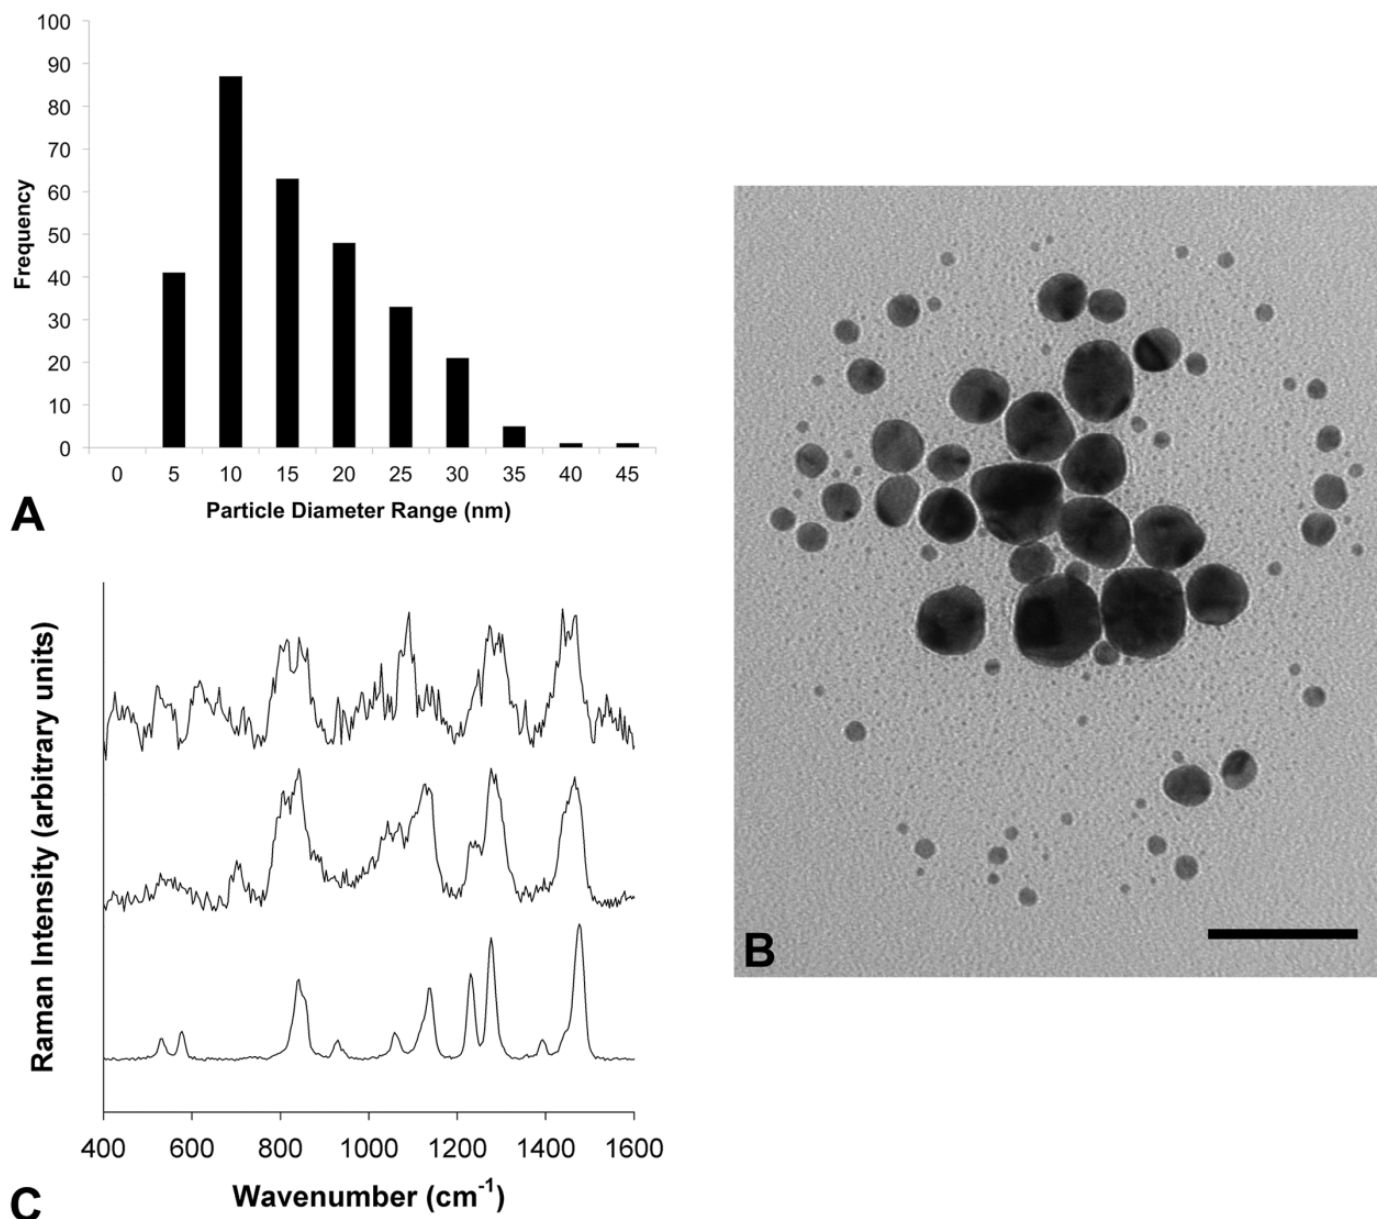 100
90
80
70
60
50
40
30
20
10
0
Frequency
0 5 10 15 20 25 30 35 40 45
Particle Diameter Range (nm)
A
B
Raman Intensity (arbitrary units)
400 600 800 1000 1200 1400 1600
Wavenumber (cm⁻¹)
C